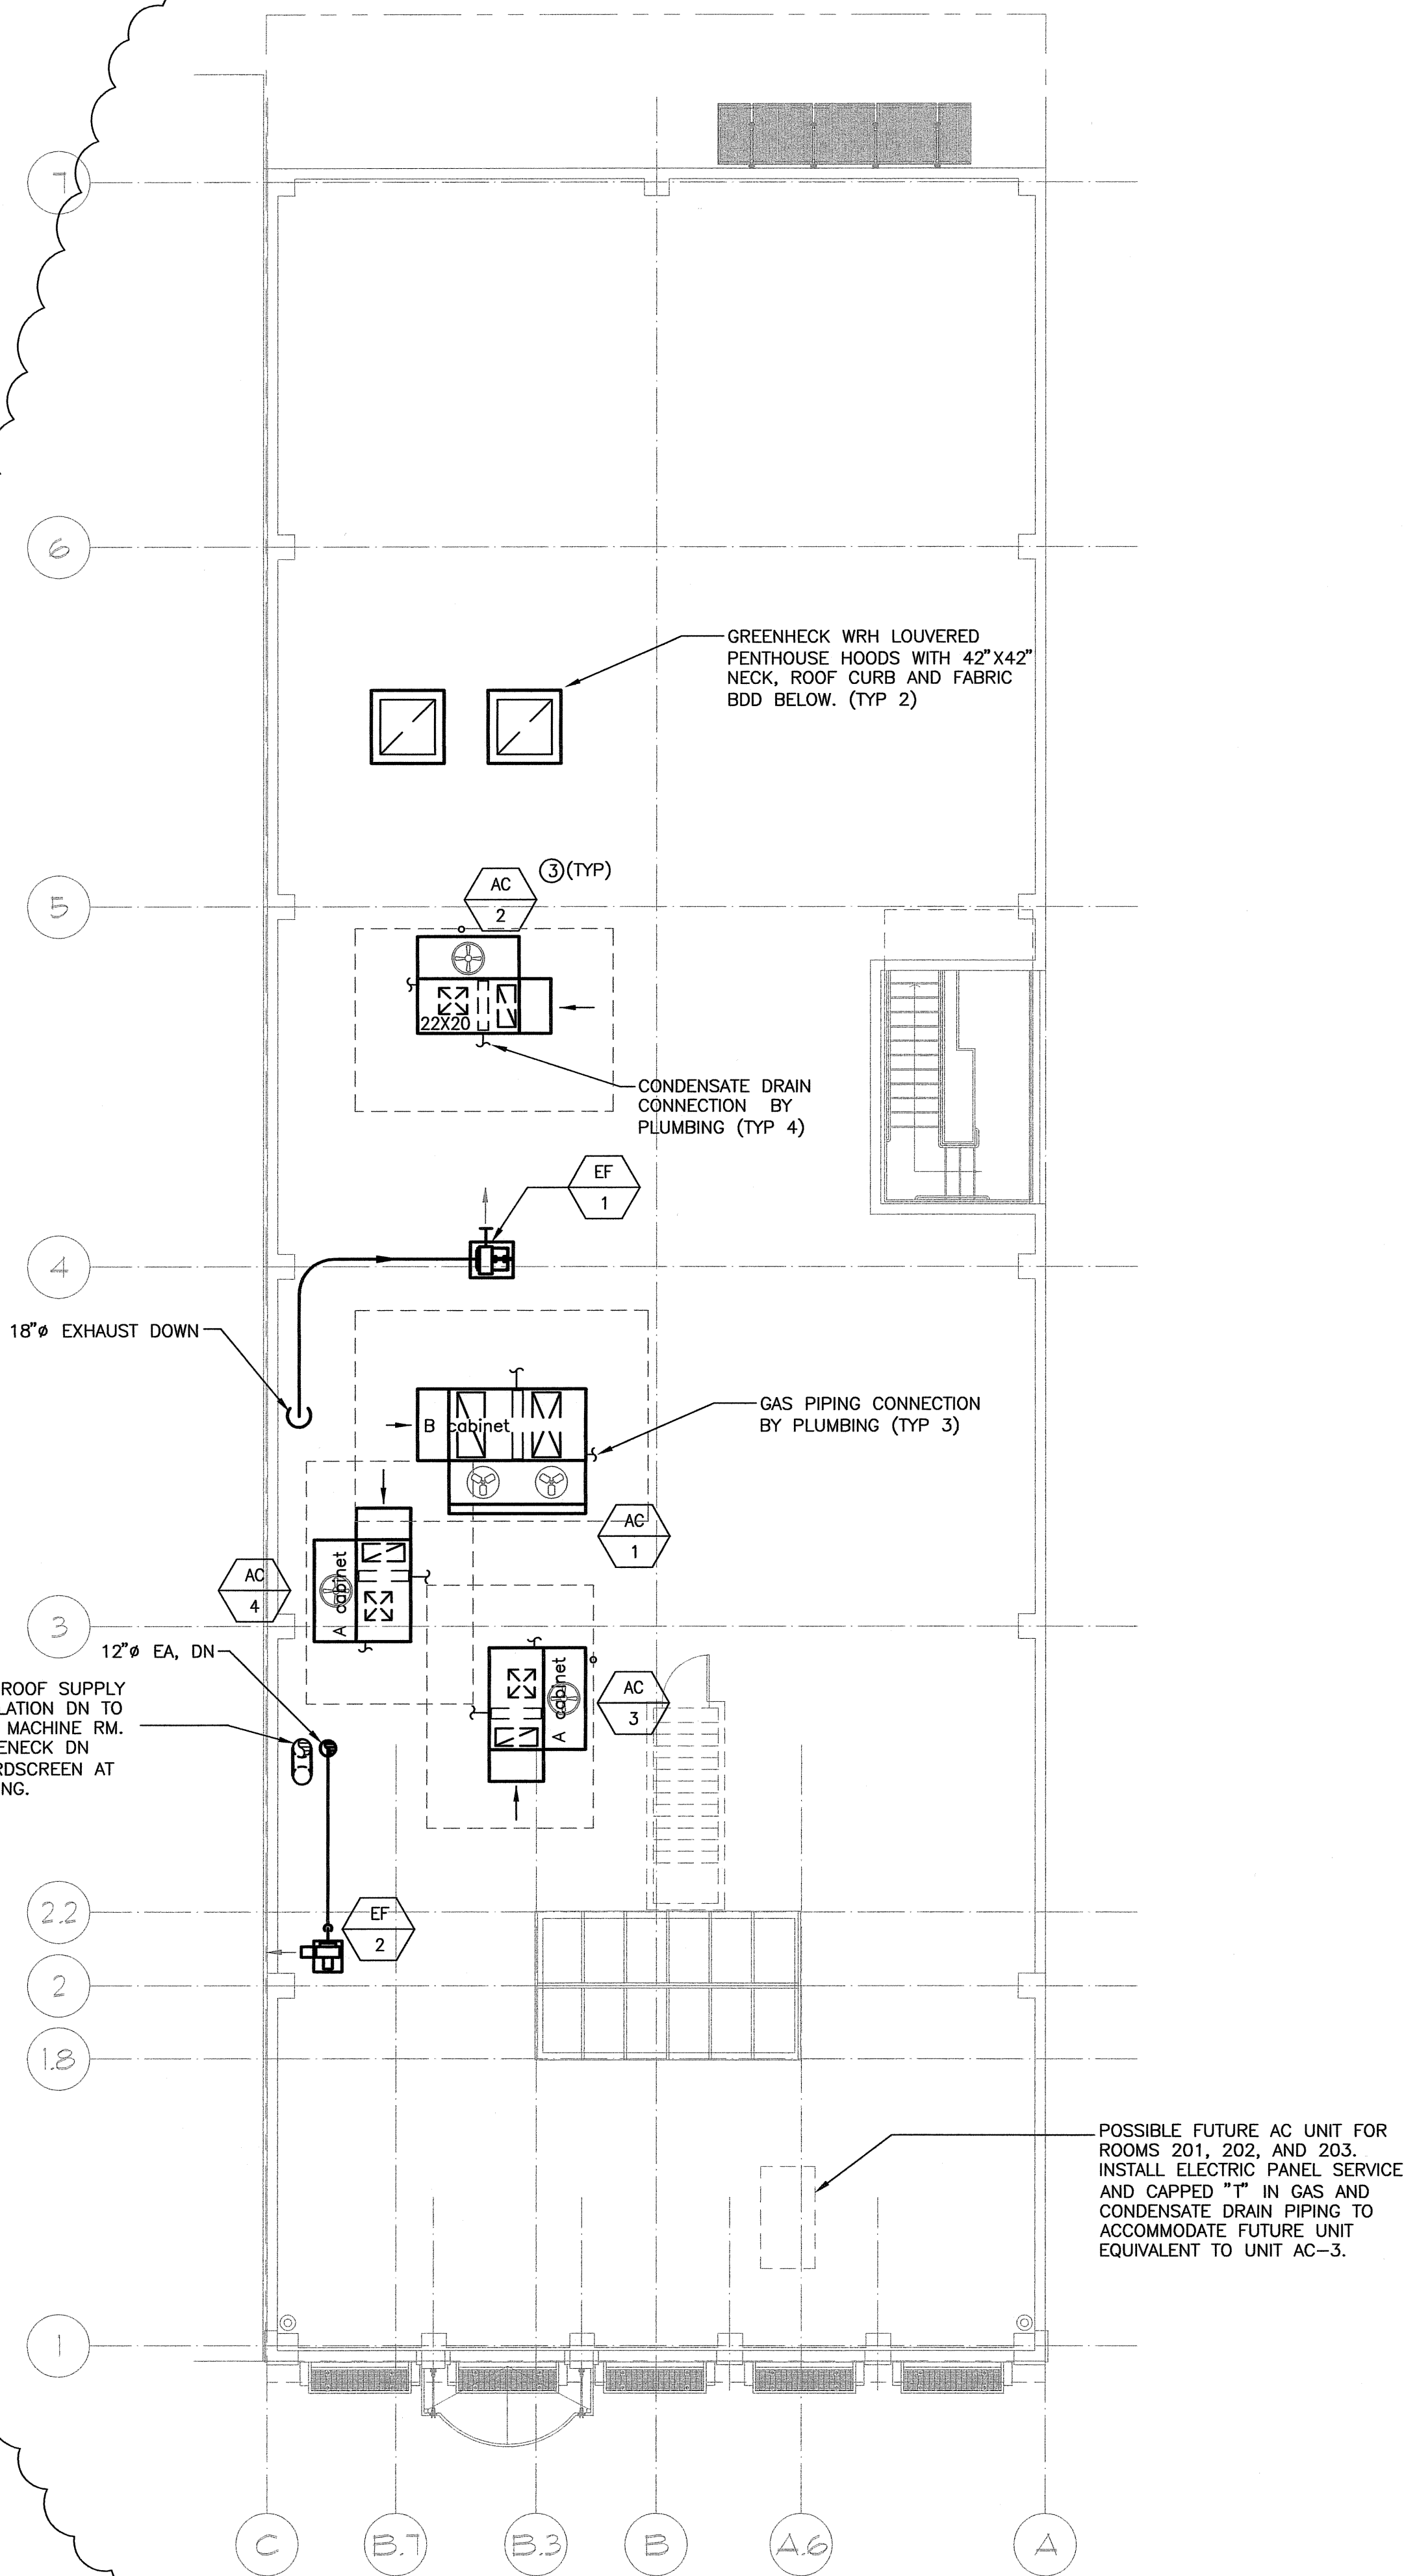 7
6
GREENHECK WRH LOUVERED
PENTHOUSE HOODS WITH 42"X42"
NECK, ROOF CURB AND FABRIC
BDD BELOW. (TYP 2)
5
AC
2
3 (TYP)
22X20
CONDENSATE DRAIN
CONNECTION BY
PLUMBING (TYP 4)
EF
1
4
18"ø EXHAUST DOWN
B cabinet
GAS PIPING CONNECTION
BY PLUMBING (TYP 3)
AC
1
A cabinet
AC
4
3
12"ø EA, DN
A cabinet
AC
3
ROOF SUPPLY
LATION DN TO
MACHINE RM.
ENECK DN
RDSCREEN AT
NG.
2.2
EF
2
2
1.8
POSSIBLE FUTURE AC UNIT FOR
ROOMS 201, 202, AND 203.
INSTALL ELECTRIC PANEL SERVICE
AND CAPPED "T" IN GAS AND
CONDENSATE DRAIN PIPING TO
ACCOMMODATE FUTURE UNIT
EQUIVALENT TO UNIT AC-3.
1
C
B.7
B.3
B
A.6
A